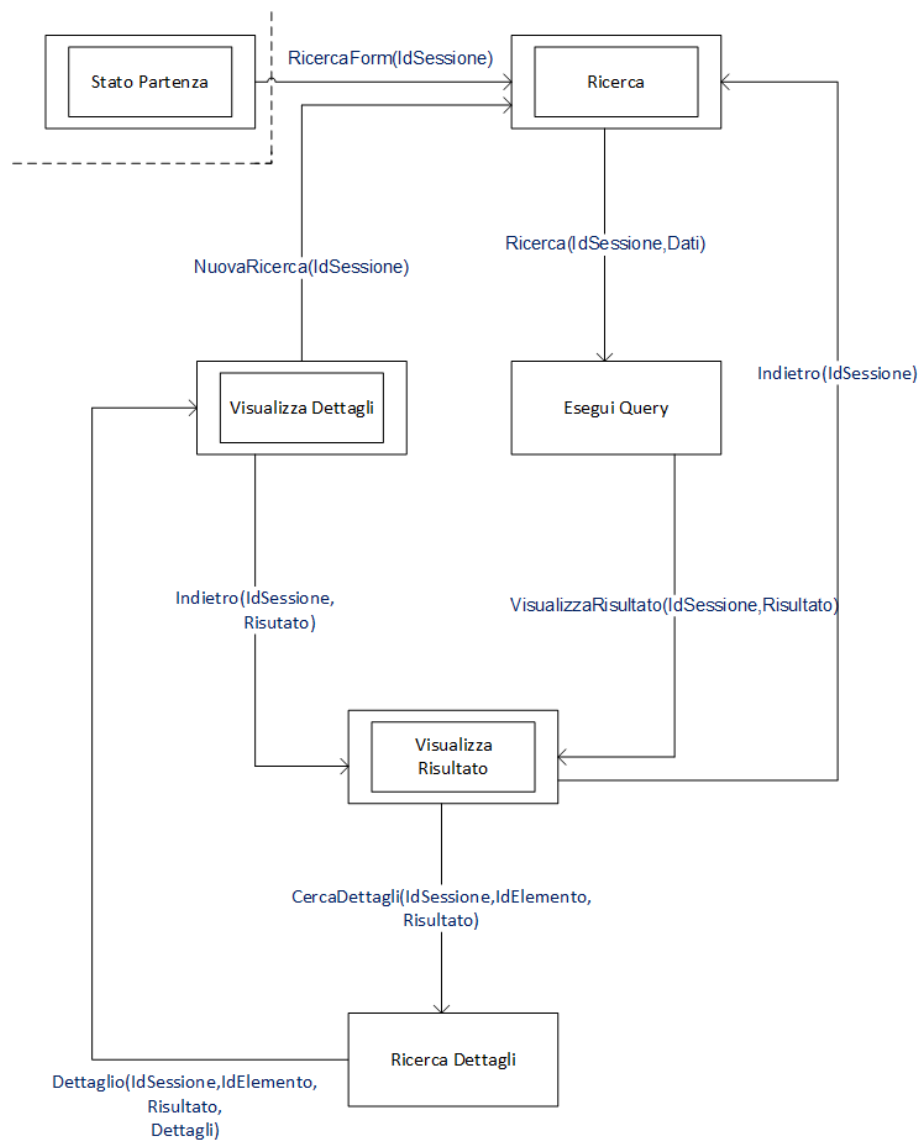 RicercaForm(IdSessione)
Stato Partenza
Ricerca
Ricerca(IdSessione,Dati)
NuovaRicerca(IdSessione)
Indietro(IdSessione)
Visualizza Dettagli
Esegui Query
Indietro(IdSessione,
Risutato)
VisualizzaRisultato(IdSessione,Risultato)
Visualizza
Risultato
CercaDettagli(IdSessione,IdElemento,
Risultato)
Ricerca Dettagli
Dettaglio(IdSessione,IdElemento,
Risultato,
Dettagli)